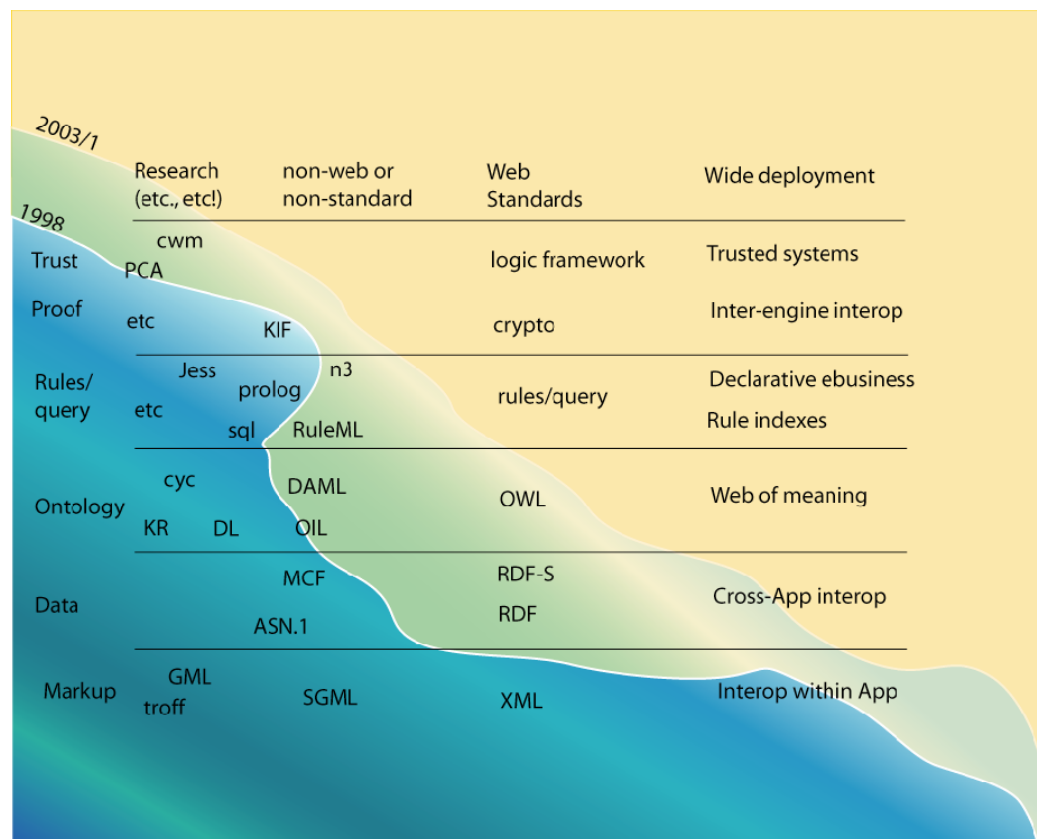 2003/1
Research
(etc., etc!)
non-web or
non-standard
Web
Standards
Wide deployment
1998
Trust
cwm
PCA
logic framework
Trusted systems
Proof
etc
KIF
crypto
Inter-engine interop
Rules/
query
Jess
n3
prolog
etc
sql
RuleML
rules/query
Declarative ebusiness
Rule indexes
Ontology
cyc
DAML
KR
DL
OIL
OWL
Web of meaning
Data
MCF
ASN.1
RDF-S
RDF
Cross-App interop
Markup
GML
troff
SGML
XML
Interop within App